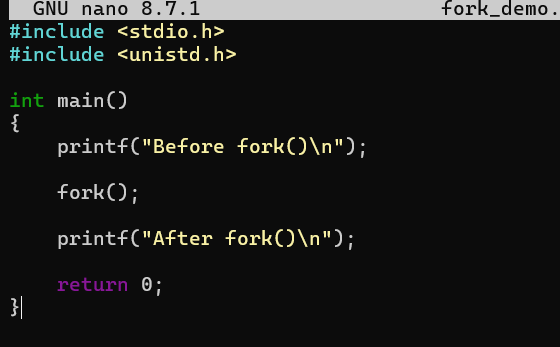 GNU nano 8.7.1 fork_demo.
#include <stdio.h>
#include <unistd.h>
int main()
{
    printf("Before fork()\n");
    fork();
    printf("After fork()\n");
    return 0;
}